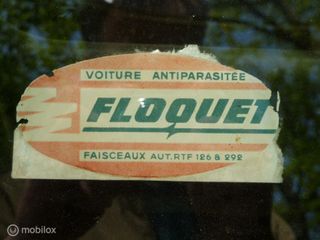 VOITURE ANTIPARASITÉE
FLOQUET
FAISCEAUX AUT. RTF 126 & 292
mobilox